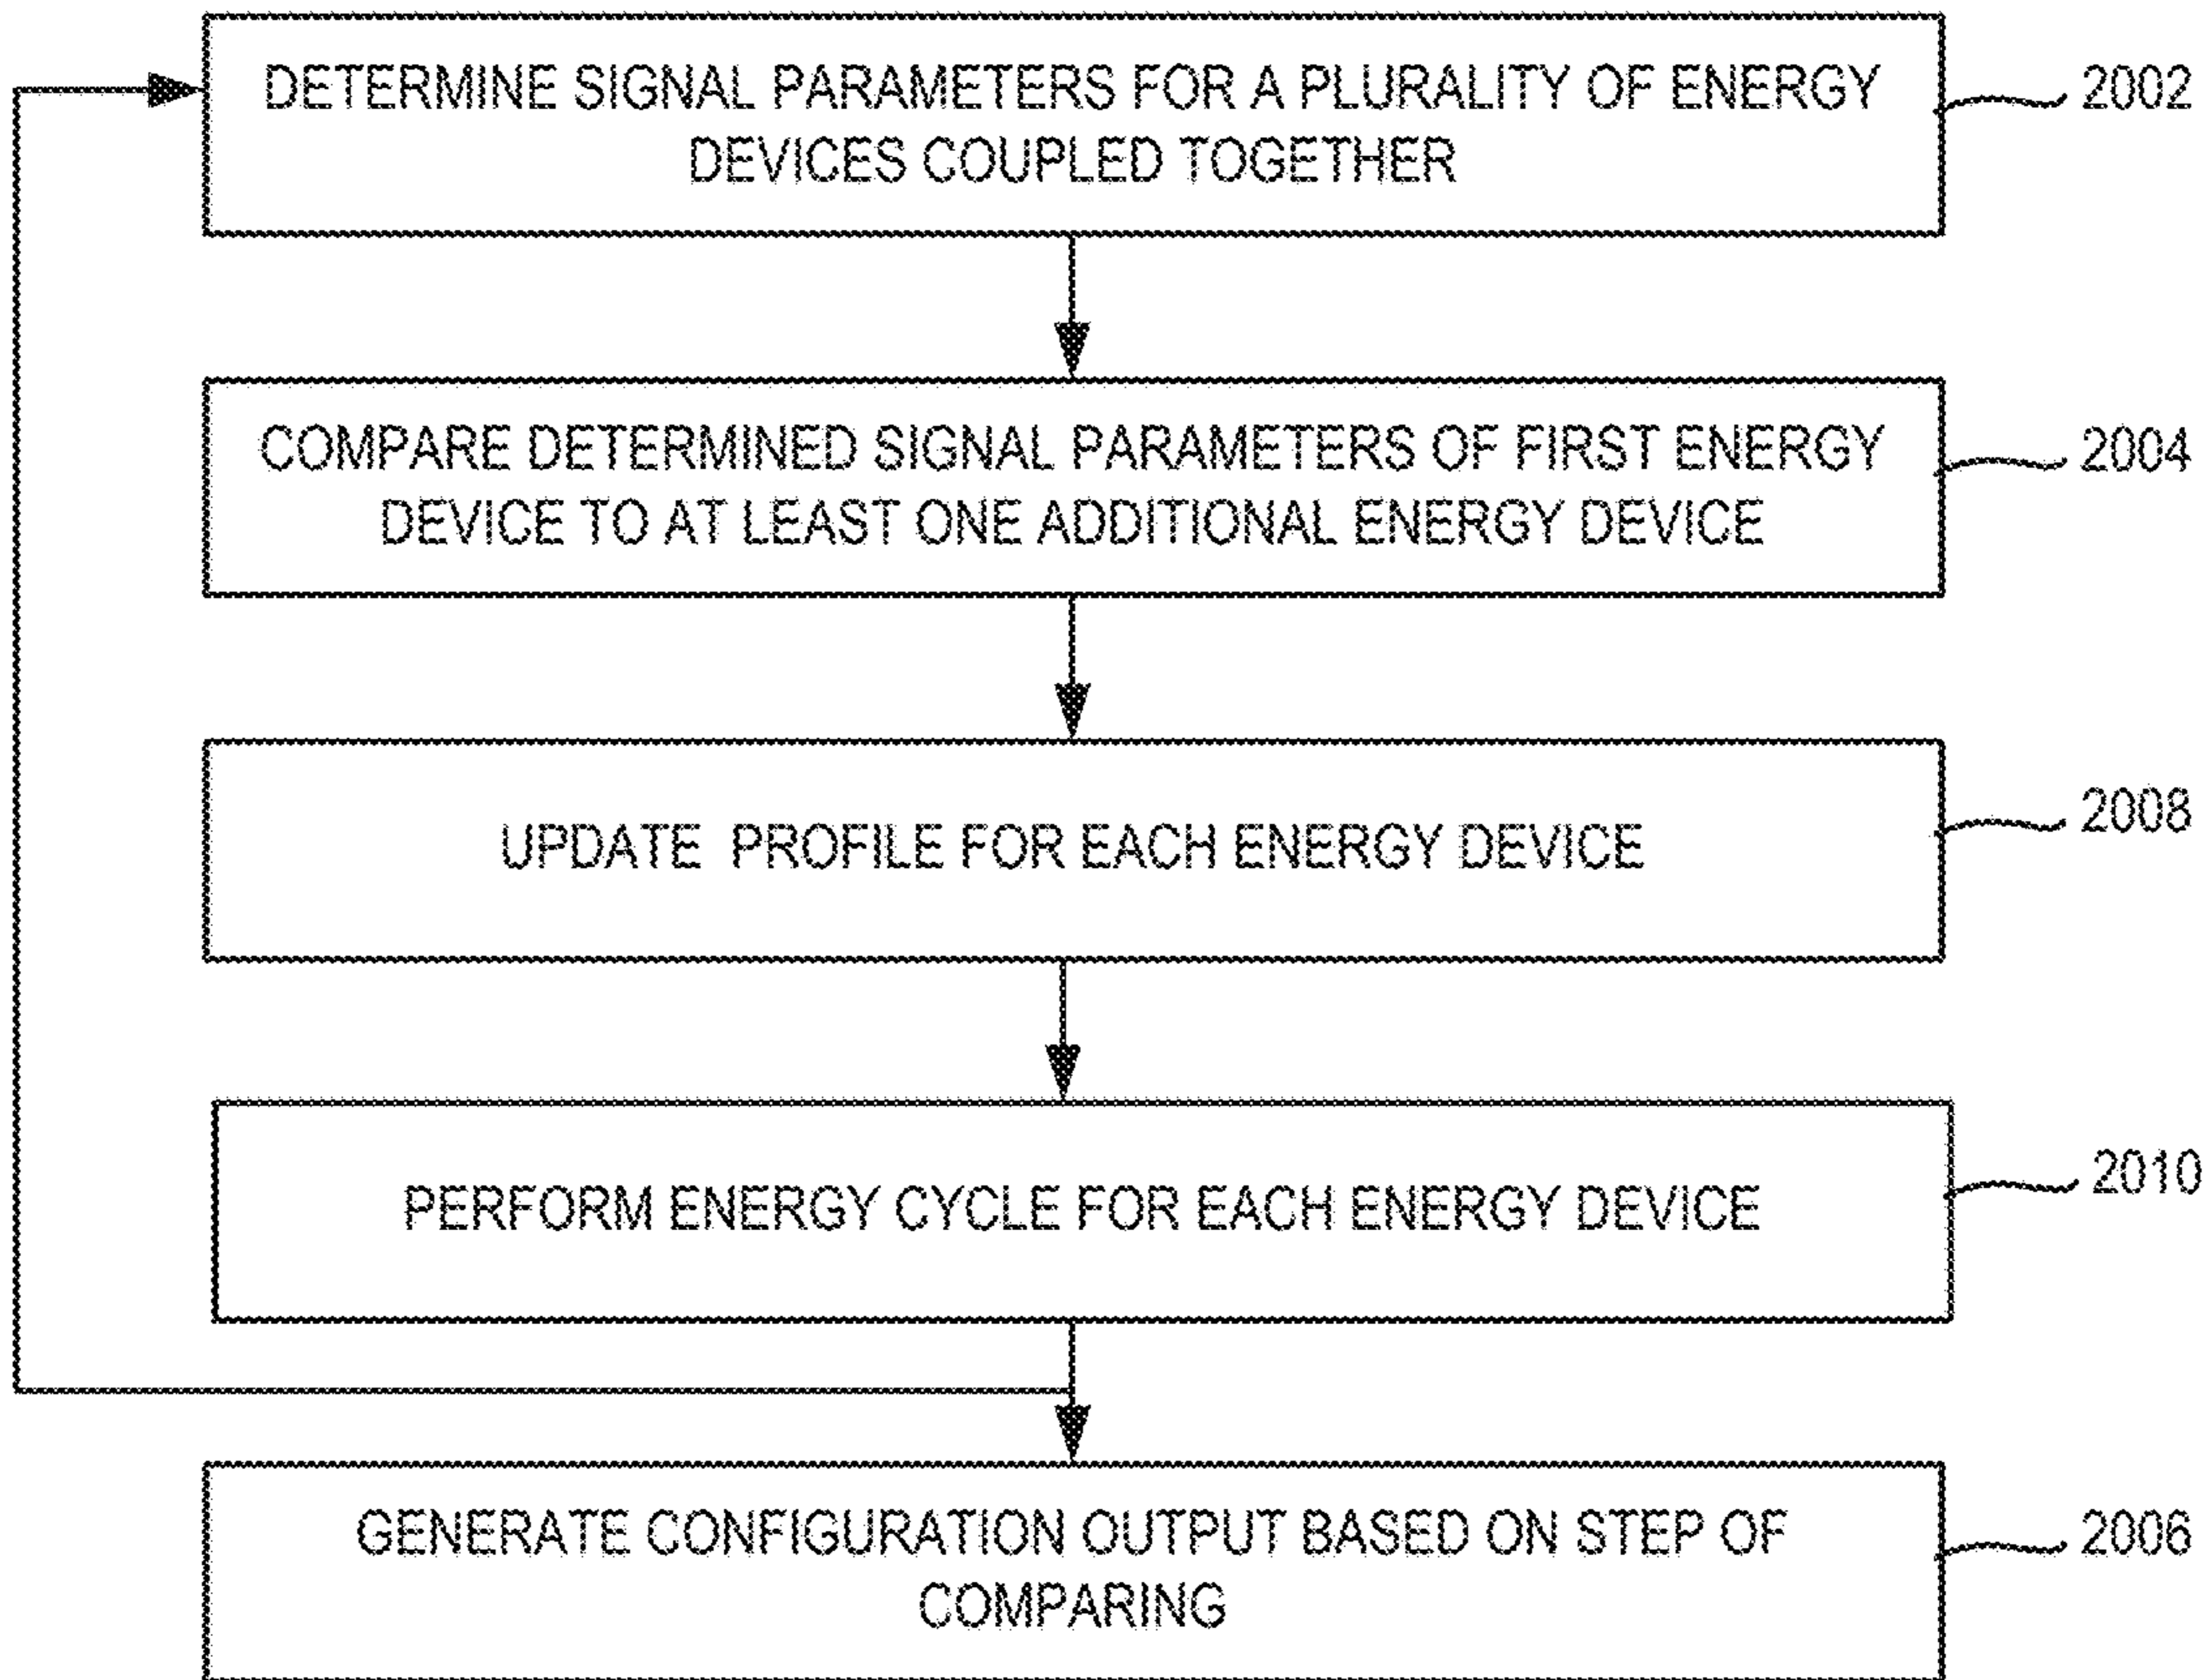 DETERMINE SIGNAL PARAMETERS FOR A PLURALITY OF ENERGY
DEVICES COUPLED TOGETHER
2002
COMPARE DETERMINED SIGNAL PARAMETERS OF FIRST ENERGY
DEVICE TO AT LEAST ONE ADDITIONAL ENERGY DEVICE
2004
UPDATE PROFILE FOR EACH ENERGY DEVICE
2008
PERFORM ENERGY CYCLE FOR EACH ENERGY DEVICE
2010
GENERATE CONFIGURATION OUTPUT BASED ON STEP OF
COMPARING
2006